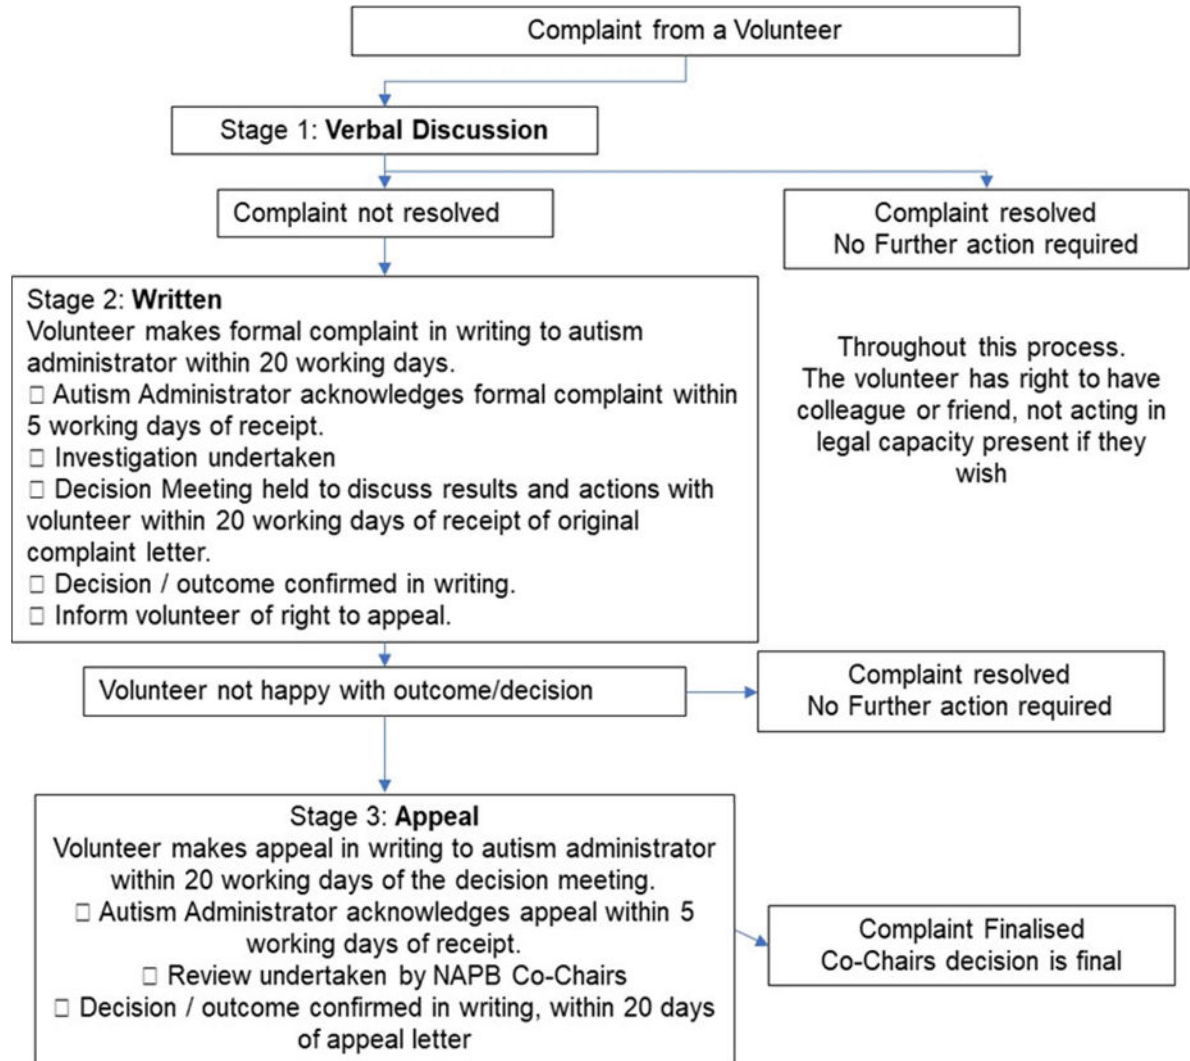 Complaint from a Volunteer
Stage 1: Verbal Discussion
Complaint not resolved
Complaint resolved
No Further action required
Stage 2: Written
Volunteer makes formal complaint in writing to autism
administrator within 20 working days.
□ Autism Administrator acknowledges formal complaint within
5 working days of receipt.
□ Investigation undertaken
□ Decision Meeting held to discuss results and actions with
volunteer within 20 working days of receipt of original
complaint letter.
□ Decision / outcome confirmed in writing.
□ Inform volunteer of right to appeal.
Throughout this process.
The volunteer has right to have
colleague or friend, not acting in
legal capacity present if they
wish
Volunteer not happy with outcome/decision
Complaint resolved
No Further action required
Stage 3: Appeal
Volunteer makes appeal in writing to autism administrator
within 20 working days of the decision meeting.
□ Autism Administrator acknowledges appeal within 5
working days of receipt.
□ Review undertaken by NAPB Co-Chairs
□ Decision / outcome confirmed in writing, within 20 days
of appeal letter
Complaint Finalised
Co-Chairs decision is final